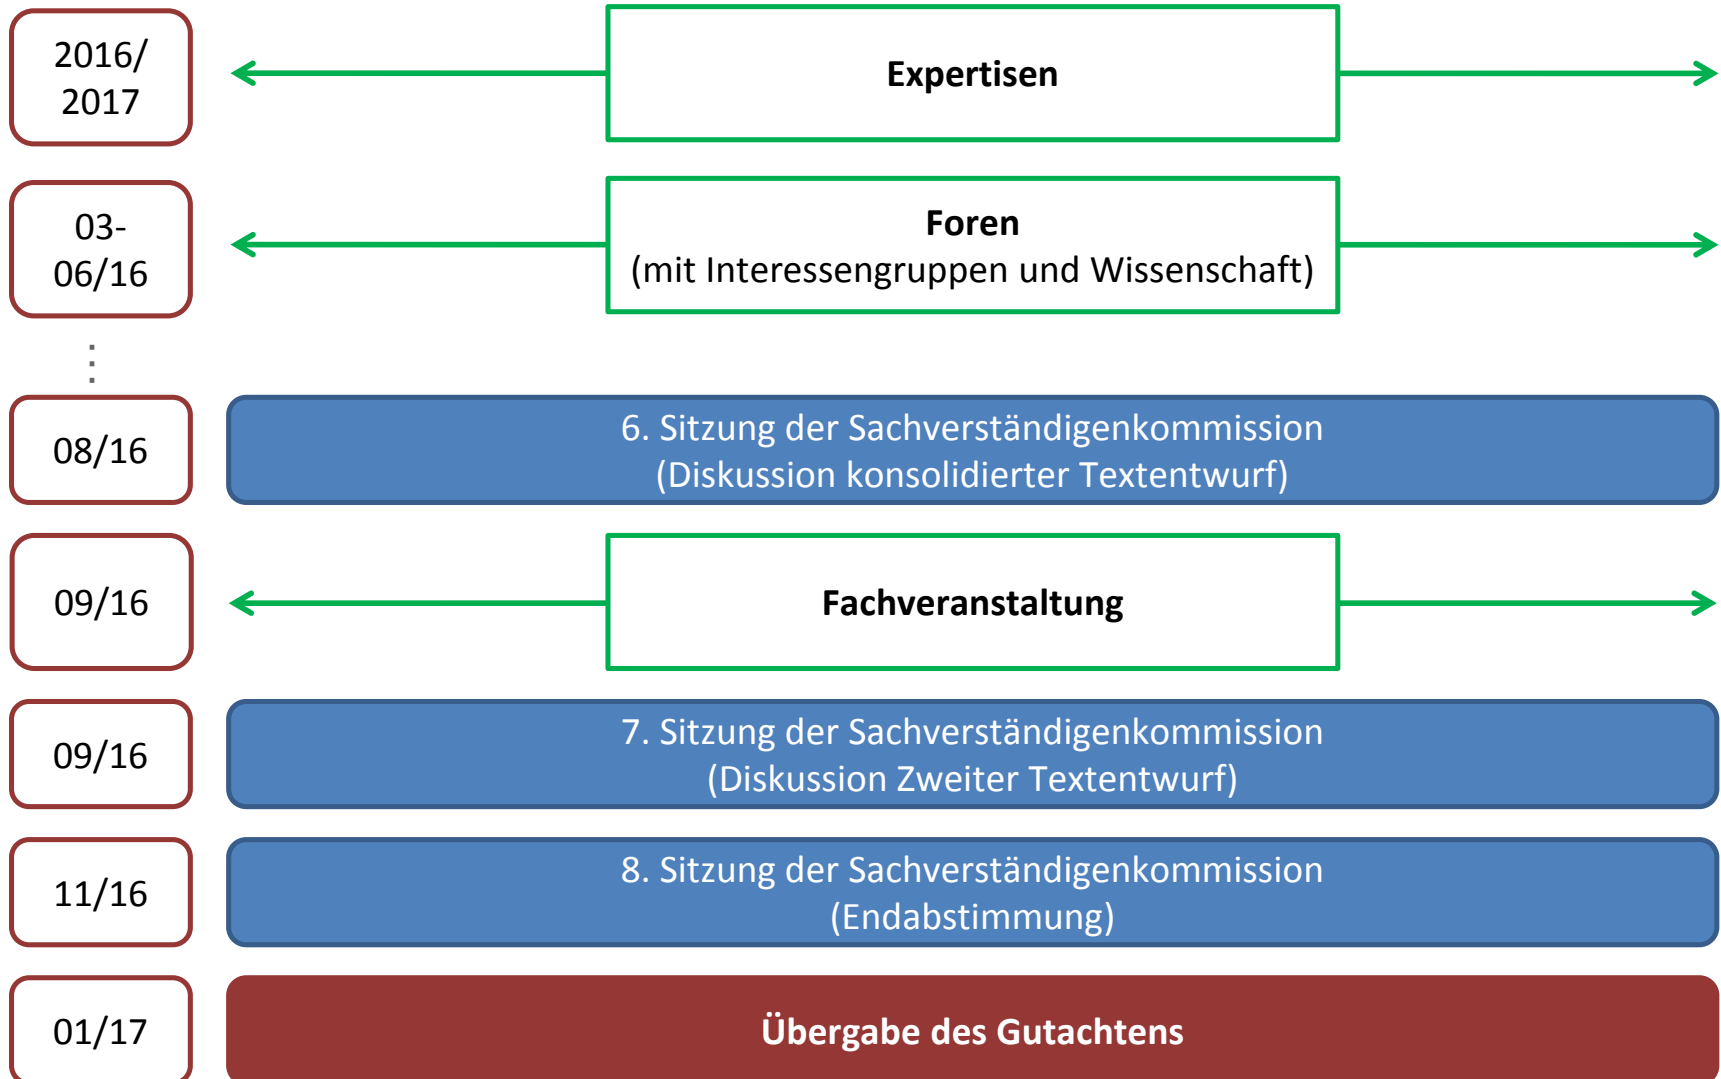 2016/
2017
Expertisen
03-
06/16
Foren
(mit Interessengruppen und Wissenschaft)
08/16
6. Sitzung der Sachverständigenkommission
(Diskussion konsolidierter Textentwurf)
09/16
Fachveranstaltung
09/16
7. Sitzung der Sachverständigenkommission
(Diskussion Zweiter Textentwurf)
11/16
8. Sitzung der Sachverständigenkommission
(Endabstimmung)
01/17
Übergabe des Gutachtens